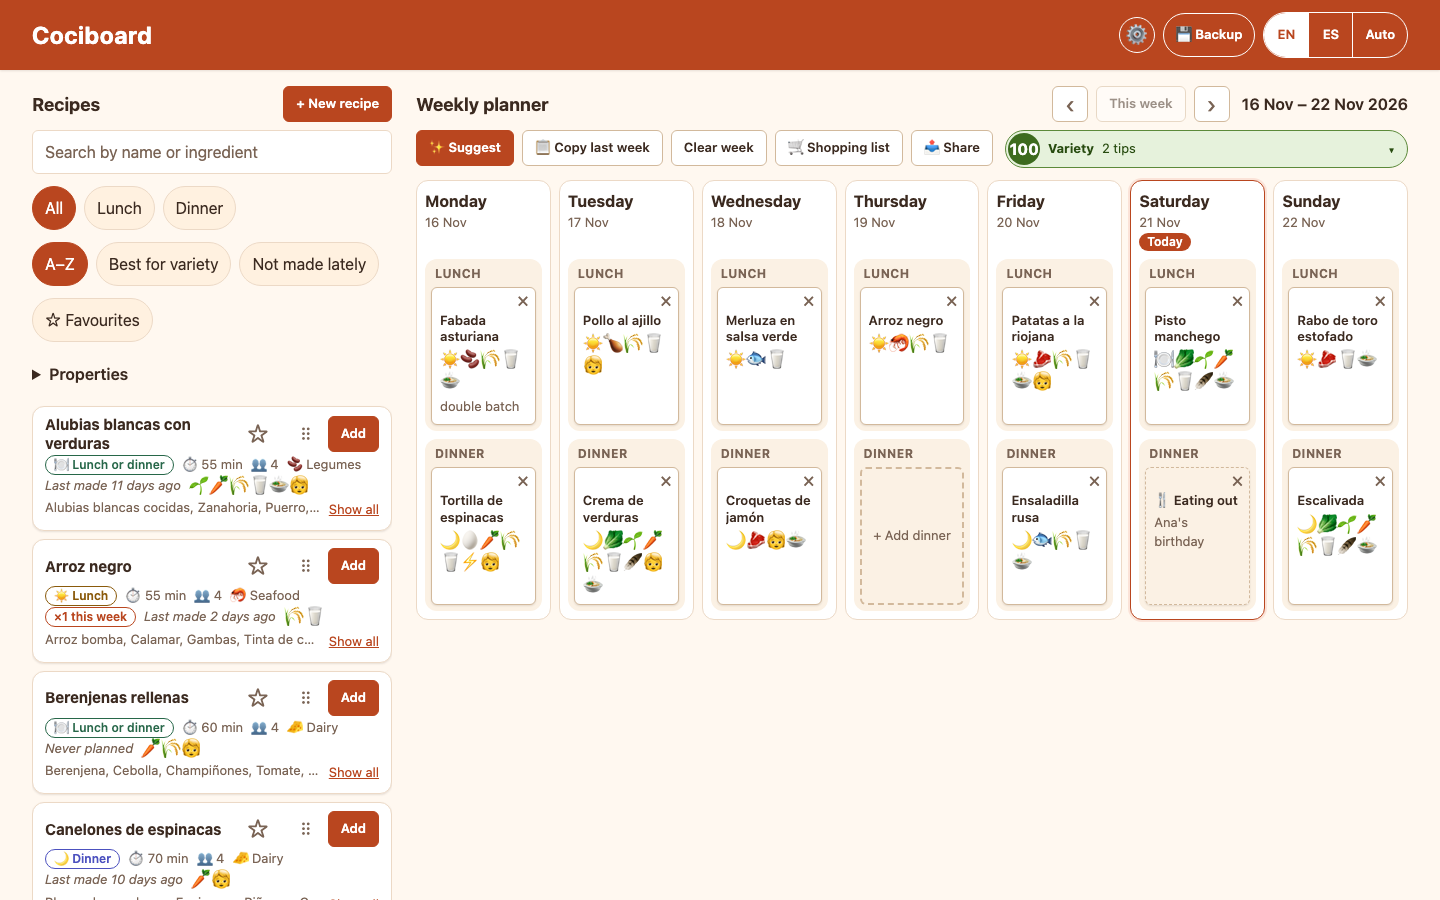 Cociboard
Backup
EN
ES
Auto
Recipes
+ New recipe
Search by name or ingredient
All
Lunch
Dinner
A–Z
Best for variety
Not made lately
☆ Favourites
Properties
Alubias blancas con
verduras
Add
Lunch or dinner
55 min
4
Legumes
Last made 11 days ago
Alubias blancas cocidas, Zanahoria, Puerro,...
Show all
Arroz negro
Add
Lunch
55 min
4
Seafood
×1 this week
Last made 2 days ago
Arroz bomba, Calamar, Gambas, Tinta de c...
Show all
Berenjenas rellenas
Add
Lunch or dinner
60 min
4
Dairy
Never planned
Berenjena, Cebolla, Champiñones, Tomate, ...
Show all
Canelones de espinacas
Add
Dinner
70 min
4
Dairy
Last made 10 days ago
Weekly planner
This week
16 Nov – 22 Nov 2026
Suggest
Copy last week
Clear week
Shopping list
Share
100 Variety 2 tips
Monday
16 Nov
LUNCH
Fabada
asturiana
double batch
DINNER
Tortilla de
espinacas
Tuesday
17 Nov
LUNCH
Pollo al ajillo
DINNER
Crema de
verduras
Wednesday
18 Nov
LUNCH
Merluza en
salsa verde
DINNER
Croquetas de
jamón
Thursday
19 Nov
LUNCH
Arroz negro
DINNER
+ Add dinner
Friday
20 Nov
LUNCH
Patatas a la
riojana
DINNER
Ensaladilla
rusa
Saturday
21 Nov
Today
LUNCH
Pisto
manchego
DINNER
Eating out
Ana's
birthday
Sunday
22 Nov
LUNCH
Rabo de toro
estofado
DINNER
Escalivada